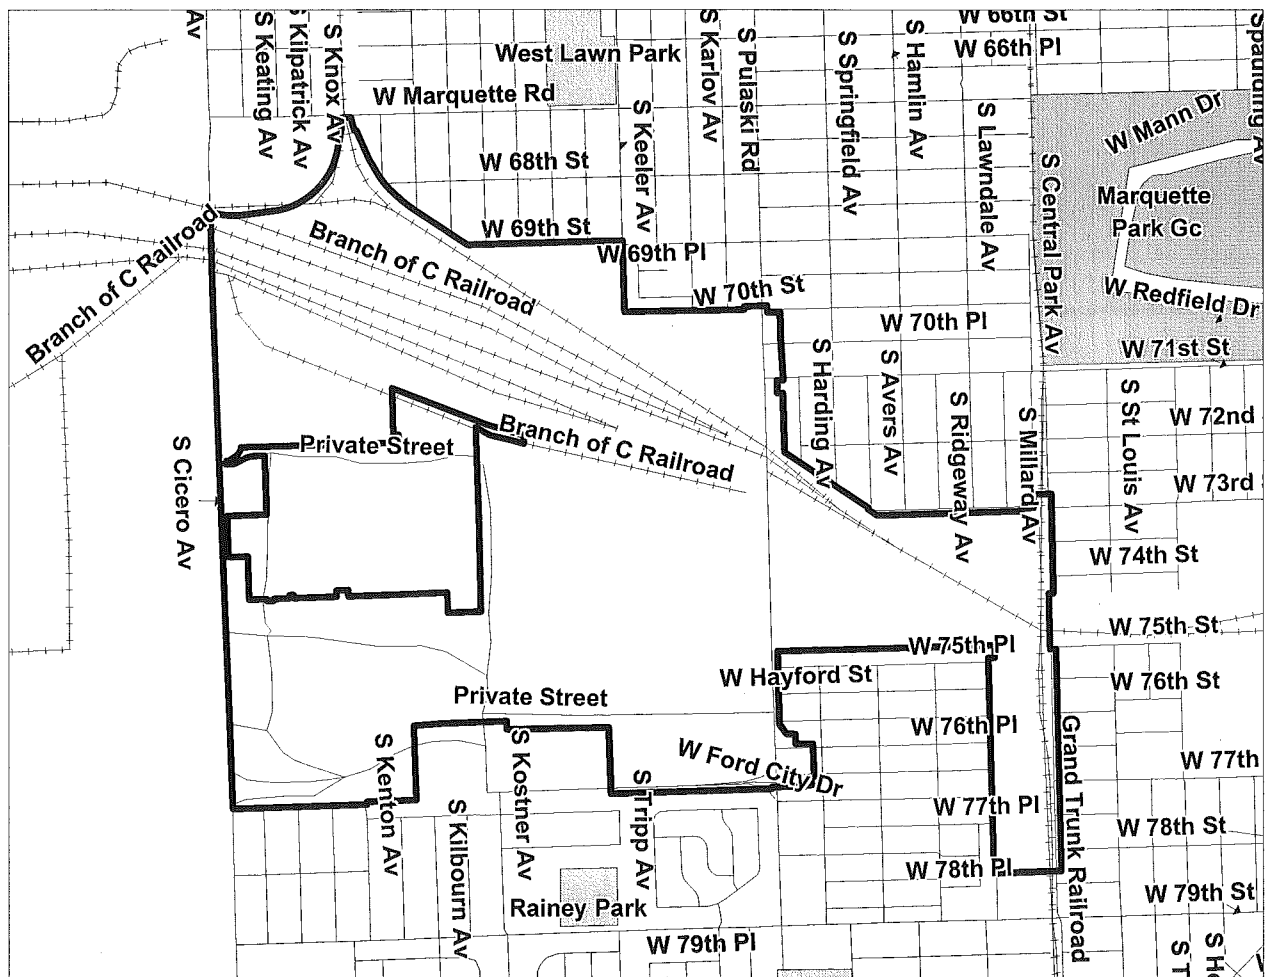 Av
S Keating Av
S Kilpatrick Av
S Knox Av
West Lawn Park
W Marquette Rd
S Karlov Av
S Pulaski Rd
S Springfield Av
S Hamlin Av
W 66th St
W 66th Pl
S Lawndale Av
Spaulding Av
W Mann Dr
S Central Park Av
Marquette
Park Gc
W Redfield Dr
W 68th St
S Keeler Av
W 69th St
W 69th Pl
Branch of C Railroad
Branch of C Railroad
W 70th St
W 70th Pl
W 71st St
S Harding Av
S Avers Av
S Ridgeway Av
S Millard Av
S St Louis Av
W 72nd
W 73rd
S Cicero Av
Private Street
Branch of C Railroad
W 74th St
W 75th St
W 75th Pl
W Hayford St
W 76th St
Private Street
W 76th Pl
W Ford City Dr
W 77th
S Kenton Av
S Kilbourn Av
S Kostner Av
S Tripp Av
W 77th Pl
Grand Trunk Railroad
W 78th St
W 78th Pl
W 79th St
Rainey Park
W 79th Pl
S T
S Ho